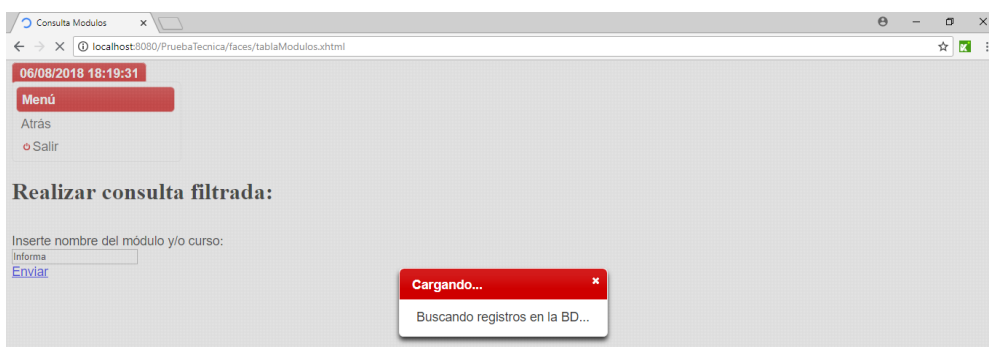 Consulta Modulos
localhost:8080/PruebaTecnica/faces/tablaModulos.xhtml
06/08/2018 18:19:31
Menú
Atrás
Salir
Realizar consulta filtrada:
Inserte nombre del módulo y/o curso:
Informa
Enviar
Cargando...
Buscando registros en la BD...